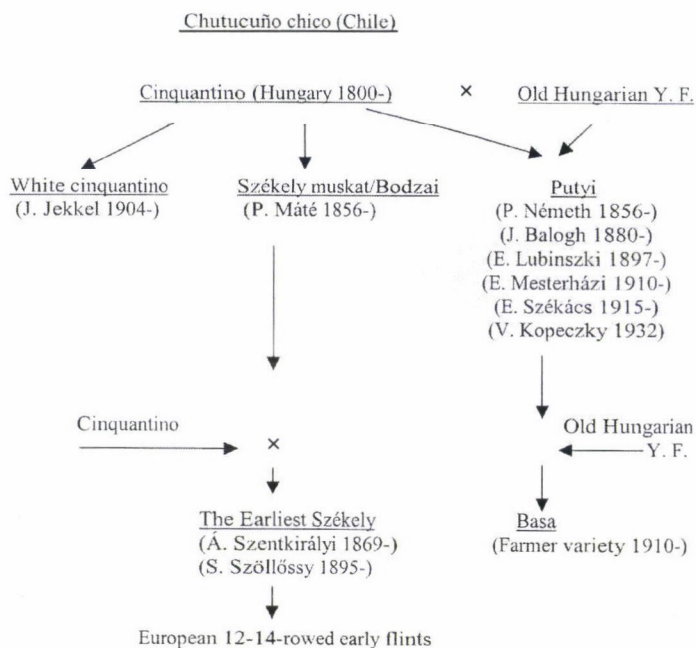 Chutucuño chico (Chile)
Cinquantino (Hungary 1800-) × Old Hungarian Y. F.
White cinquantino
(J. Jekkel 1904-)
Székely muskat/Bodzai
(P. Máté 1856-)
Putyi
(P. Németh 1856-)
(J. Balogh 1880-)
(E. Lubinszki 1897-)
(E. Mesterházi 1910-)
(E. Székács 1915-)
(V. Kopeczky 1932)
Cinquantino
×
Old Hungarian
Y. F.
The Earliest Székely
(Á. Szentkirályi 1869-)
(S. Szöllőssy 1895-)
Basa
(Farmer variety 1910-)
European 12-14-rowed early flints